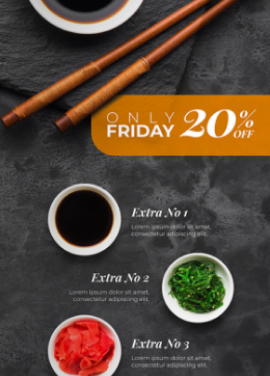 ONLY
FRIDAY
20%
OFF
Extra No 1
Lorem ipsum dolor sit amet,
consectetur adipiscing elit.
Extra No 2
Lorem ipsum dolor sit amet,
consectetur adipiscing elit.
Extra No 3
Lorem ipsum dolor sit amet,
consectetur adipiscing elit.